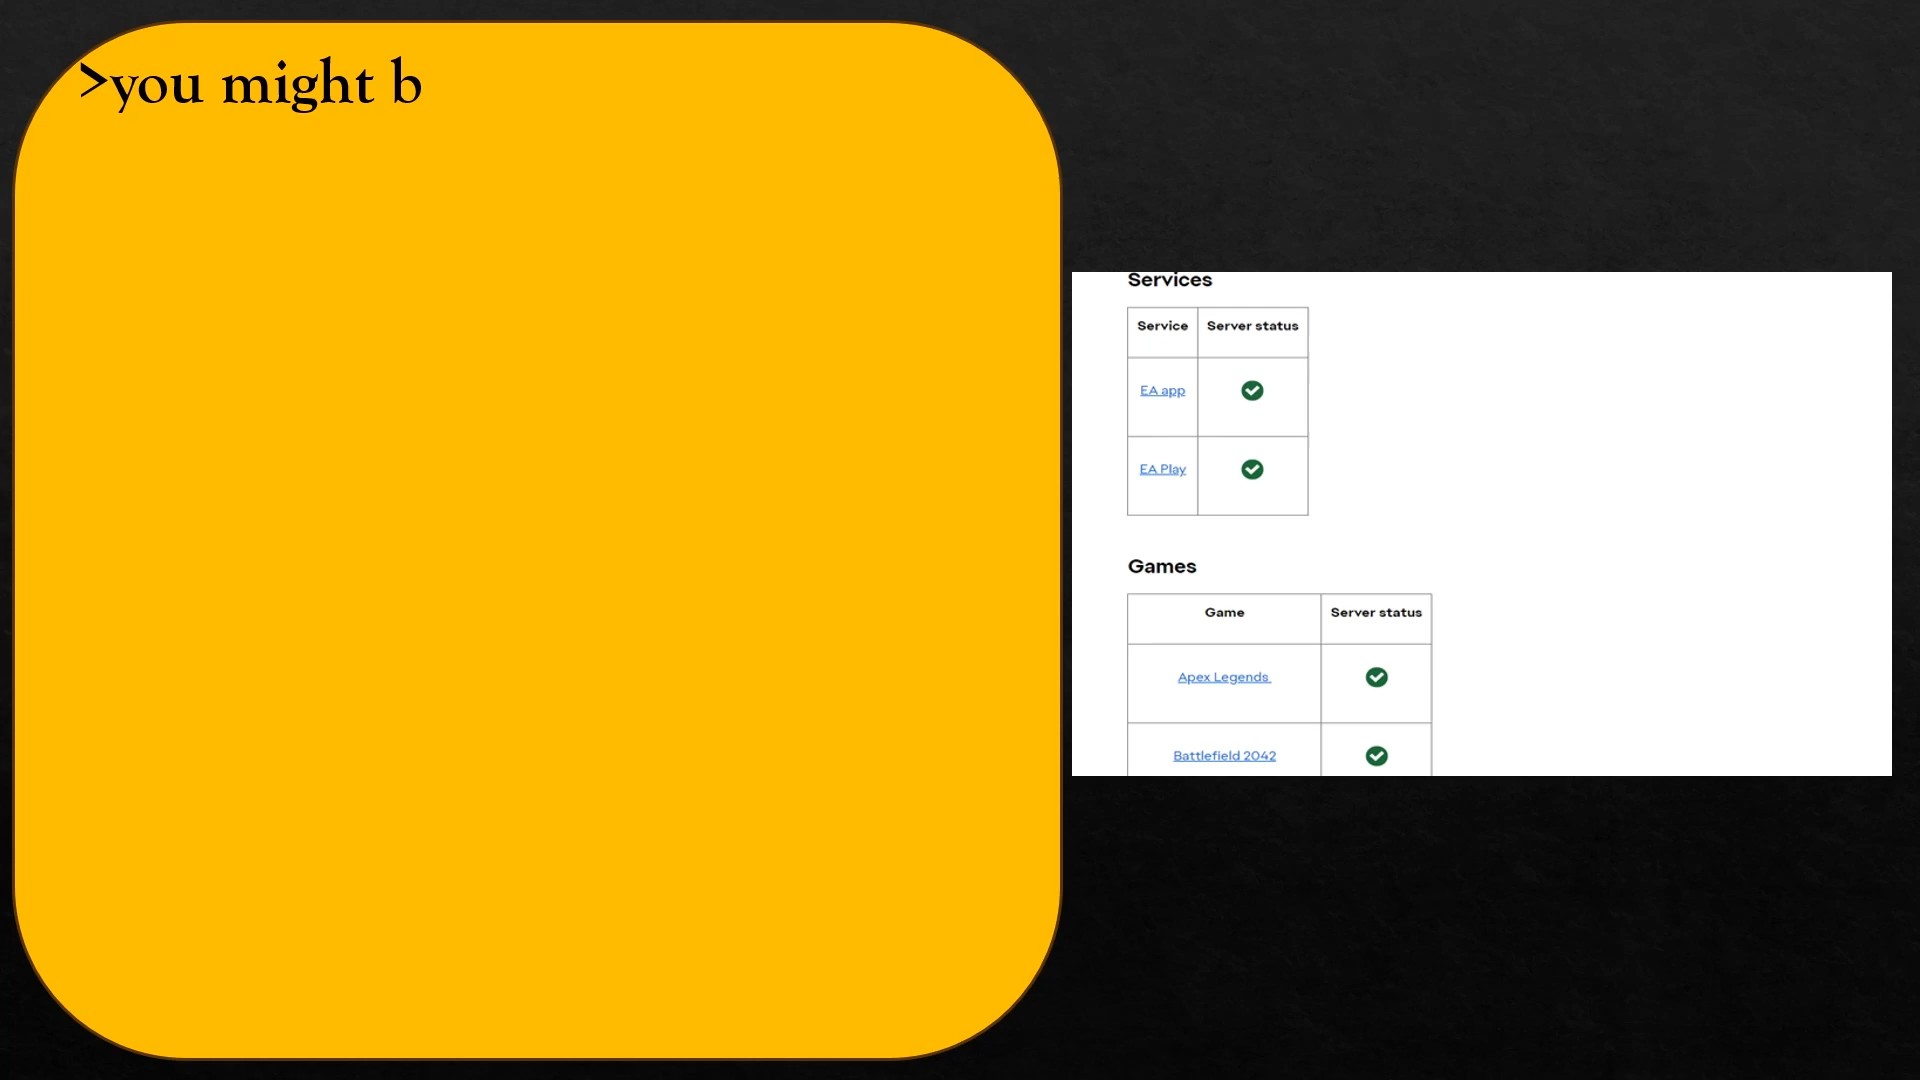 >you might b
Services
Service Server status
EA app
EA Play
Games
Game Server status
Apex Legends
Battlefield 2042